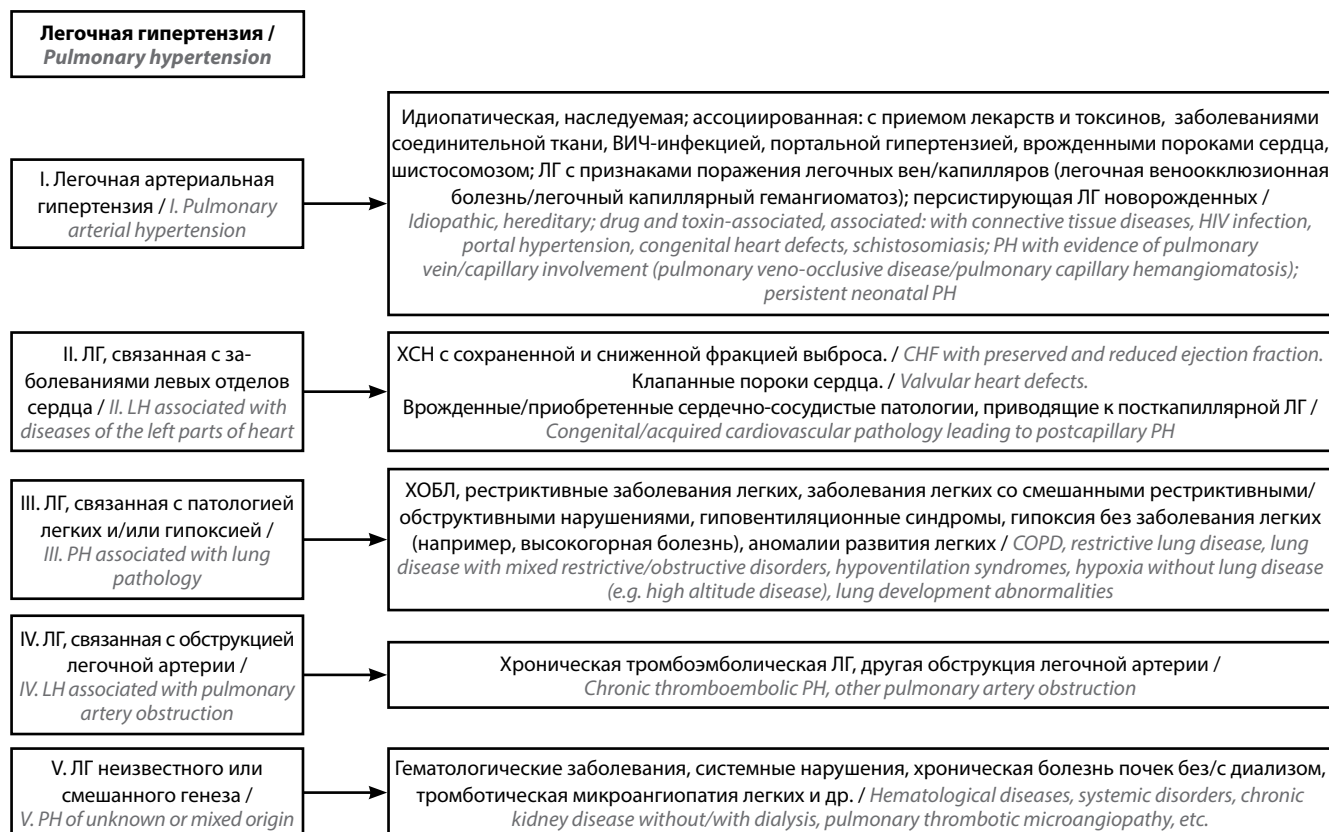 Легочная гипертензия /
Pulmonary hypertension
I. Легочная артериальная
гипертензия / I. Pulmonary
arterial hypertension
Идиопатическая, наследуемая; ассоциированная: с приемом лекарств и токсинов, заболеваниями
соединительной ткани, ВИЧ-инфекцией, портальной гипертензией, врожденными пороками сердца,
шистосомозом; ЛГ с признаками поражения легочных вен/капилляров (легочная веноокклюзионная
болезнь/легочный капиллярный гемангиоматоз); персистирующая ЛГ новорожденных /
Idiopathic, hereditary; drug and toxin-associated, associated: with connective tissue diseases, HIV infection,
portal hypertension, congenital heart defects, schistosomiasis; PH with evidence of pulmonary
vein/capillary involvement (pulmonary veno-occlusive disease/pulmonary capillary hemangiomatosis);
persistent neonatal PH
II. ЛГ, связанная с за-
болеваниями левых отделов
сердца / II. LH associated with
diseases of the left parts of heart
ХСН с сохраненной и сниженной фракцией выброса. / CHF with preserved and reduced ejection fraction.
Клапанные пороки сердца. / Valvular heart defects.
Врожденные/приобретенные сердечно-сосудистые патологии, приводящие к посткапиллярной ЛГ /
Congenital/acquired cardiovascular pathology leading to postcapillary PH
III. ЛГ, связанная с патологией
легких и/или гипоксией /
III. PH associated with lung
pathology
ХОБЛ, рестриктивные заболевания легких, заболевания легких со смешанными рестриктивными/
обструктивными нарушениями, гиповентиляционные синдромы, гипоксия без заболевания легких
(например, высокогорная болезнь), аномалии развития легких / COPD, restrictive lung disease, lung
disease with mixed restrictive/obstructive disorders, hypoventilation syndromes, hypoxia without lung disease
(e.g. high altitude disease), lung development abnormalities
IV. ЛГ, связанная с обструкцией
легочной артерии /
IV. LH associated with pulmonary
artery obstruction
Хроническая тромбоэмболическая ЛГ, другая обструкция легочной артерии /
Chronic thromboembolic PH, other pulmonary artery obstruction
V. ЛГ неизвестного или
смешанного генеза /
V. PH of unknown or mixed origin
Гематологические заболевания, системные нарушения, хроническая болезнь почек без/с диализом,
тромботическая микроангиопатия легких и др. / Hematological diseases, systemic disorders, chronic
kidney disease without/with dialysis, pulmonary thrombotic microangiopathy, etc.